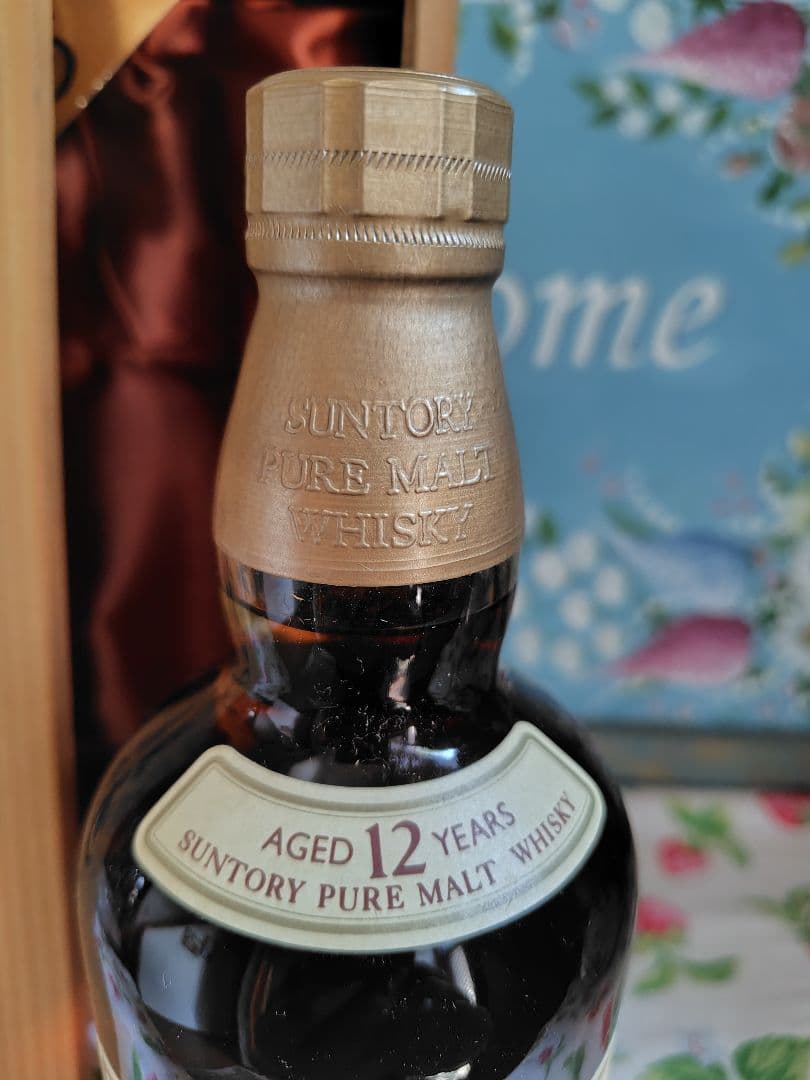 ome
SUNTORY
PURE MALT
WHISKY
AGED 12 YEARS
SUNTORY PURE MALT WHISKY